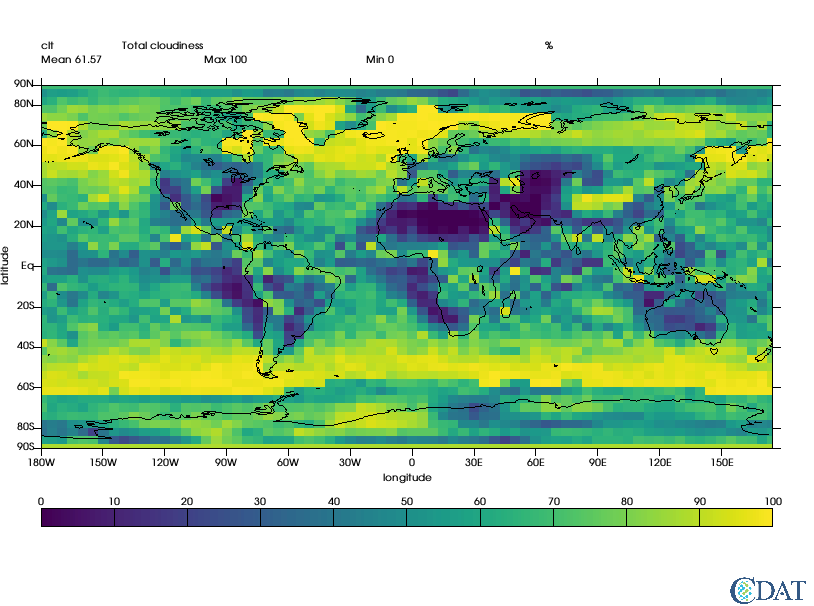 clt Total cloudiness %
Mean 61.57 Max 100 Min 0
90N
80N
60N
40N
20N
Eq
20S
40S
60S
80S
90S
latitude
180W 150W 120W 90W 60W 30W 0 30E 60E 90E 120E 150E
longitude
0 10 20 30 40 50 60 70 80 90 100
CDAT